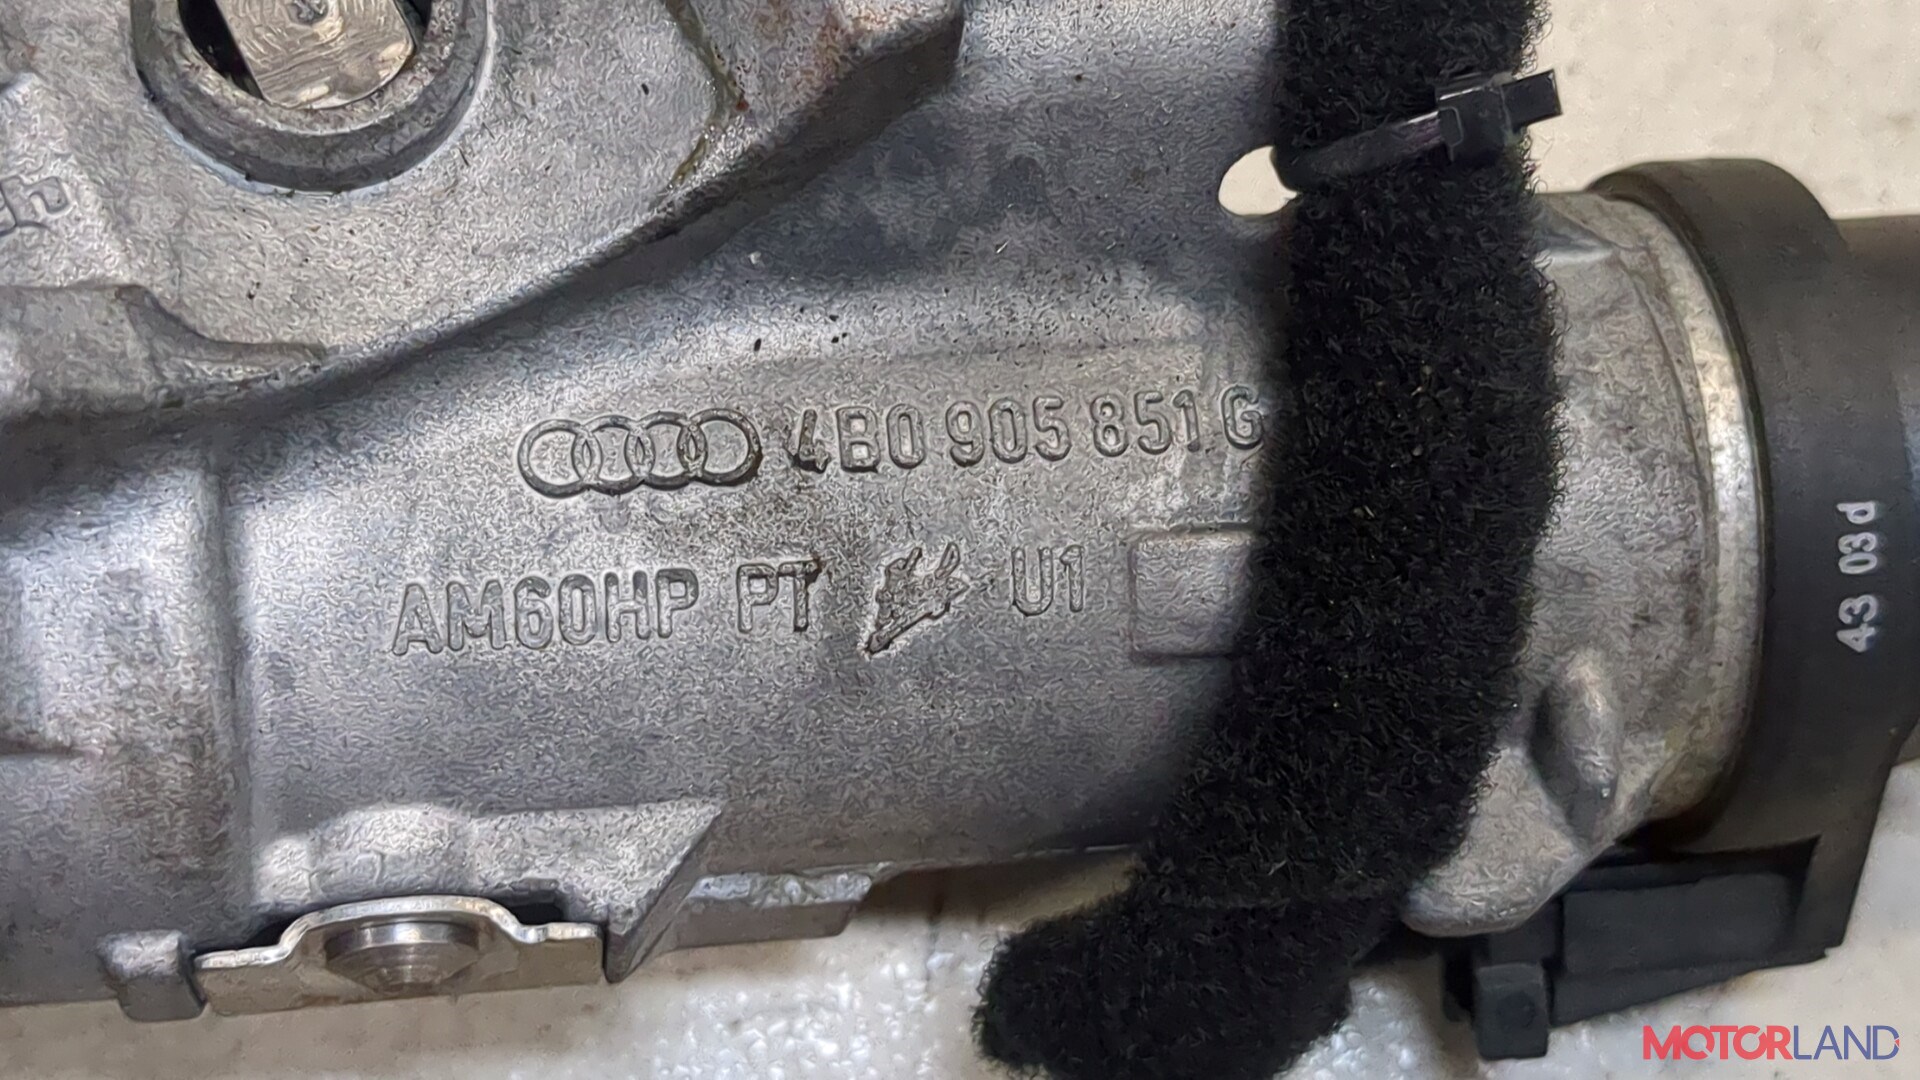 4B0 905 851 G
AM60HP PT U1
43 03d
MOTORLAND